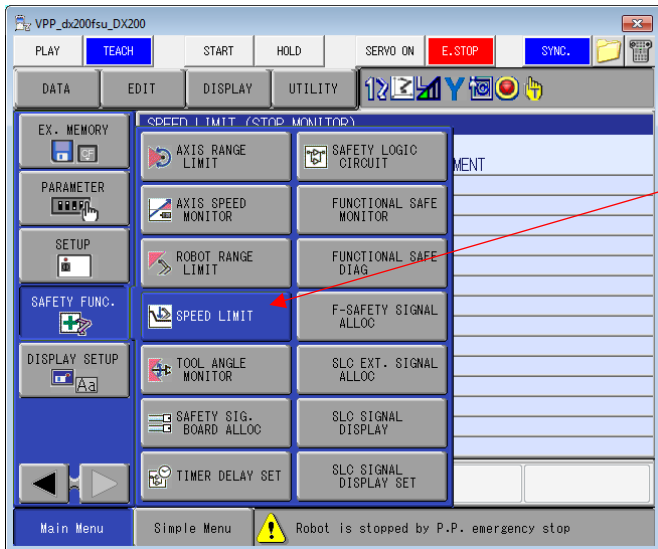 VPP_dx200fsu_DX200
PLAY TEACH START HOLD SERVO ON E.STOP SYNC.
DATA EDIT DISPLAY UTILITY
SPEED LIMIT (STOP MONITOR)
EX. MEMORY
CF
PARAMETER
SETUP
SAFETY FUNC.
DISPLAY SETUP
Aa
AXIS RANGE
LIMIT
AXIS SPEED
MONITOR
ROBOT RANGE
LIMIT
SPEED LIMIT
TOOL ANGLE
MONITOR
SAFETY SIG.
BOARD ALLOC
TIMER DELAY SET
SAFETY LOGIC
CIRCUIT
FUNCTIONAL SAFE
MONITOR
FUNCTIONAL SAFE
DIAG
F-SAFETY SIGNAL
ALLOC
SLC EXT. SIGNAL
ALLOC
SLC SIGNAL
DISPLAY
SLC SIGNAL
DISPLAY SET
MENT
Main Menu Simple Menu Robot is stopped by P.P. emergency stop